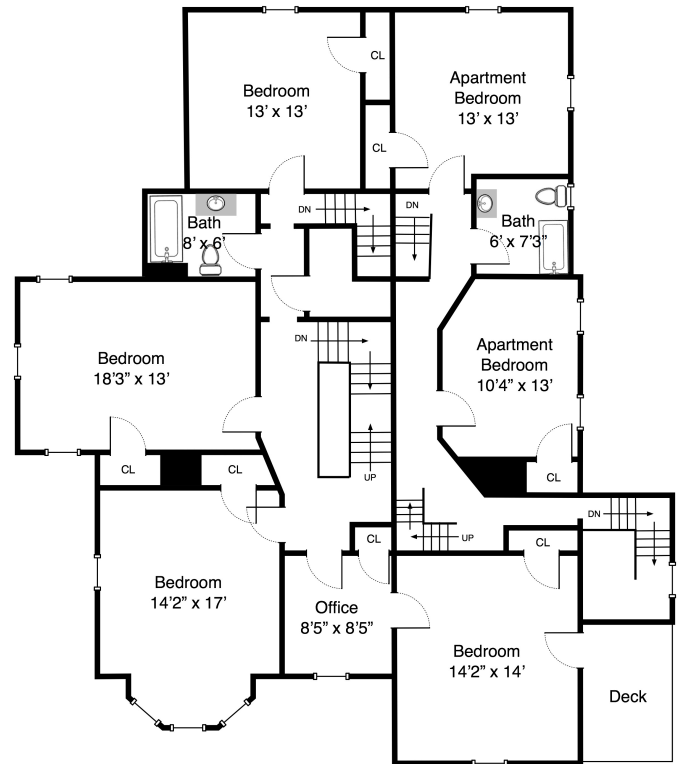 CL
Bedroom
13’ x 13’
Apartment
Bedroom
13’ x 13’
CL
DN
DN
Bath
8’ x 6’
Bath
6’ x 7’3”
DN
Bedroom
18’3” x 13’
Apartment
Bedroom
10’4” x 13’
CL
CL
UP
CL
DN
UP
CL
CL
Bedroom
14’2” x 17’
Office
8’5” x 8’5”
Bedroom
14’2” x 14’
Deck